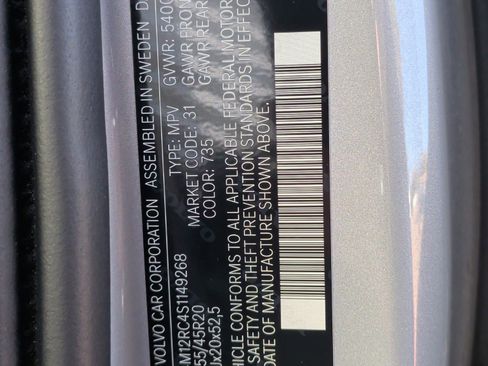 VOLVO CAR CORPORATION ASSEMBLED IN SWEDEN
TYPE: MPV GVWR: 540
M12RC4S1149268 MARKET CODE: 31 GAWR FRON
55/45R20 COLOR: 735 GAWR REAR
Jx20x52,5
HICLE CONFORMS TO ALL APPLICABLE FEDERAL MOTOR
SAFETY AND THEFT PREVENTION STANDARDS IN EFFEC
DATE OF MANUFACTURE SHOWN ABOVE.